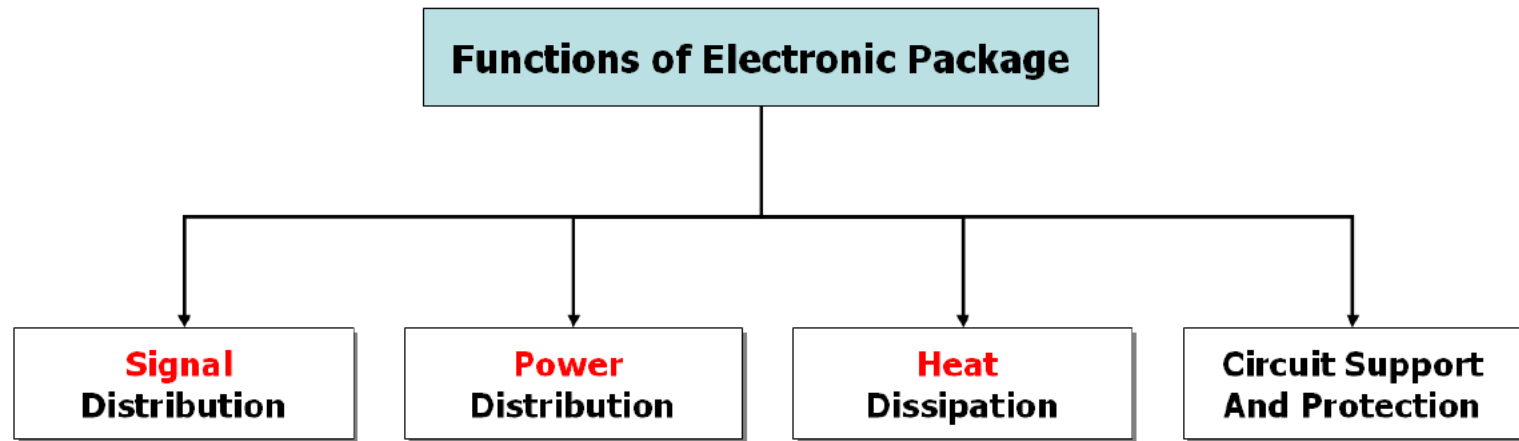 Functions of Electronic Package
Signal
Distribution
Power
Distribution
Heat
Dissipation
Circuit Support
And Protection